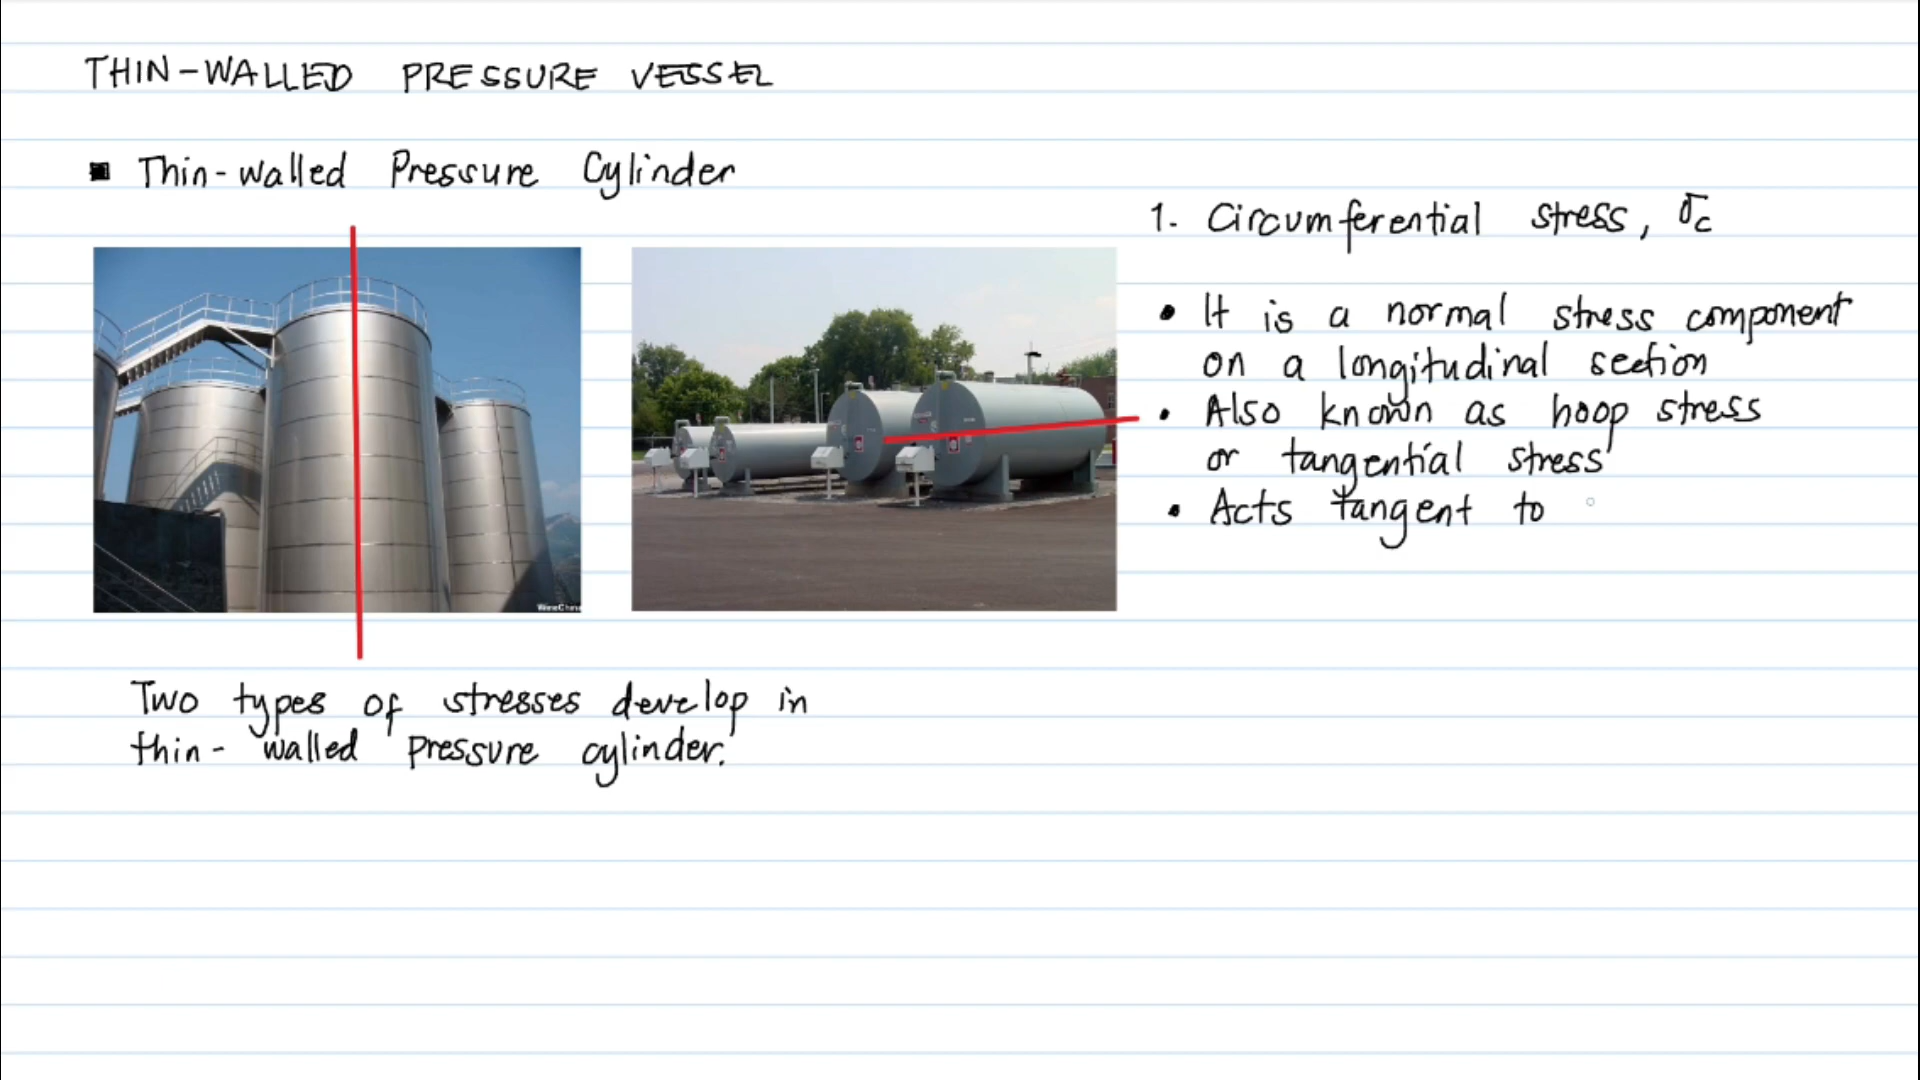 THIN-WALLED PRESSURE VESSEL
Thin-walled Pressure Cylinder
1. Circumferential stress, σc
• It is a normal stress component
on a longitudinal section
• Also known as hoop stress
or tangential stress
• Acts tangent to
WineChina
Two types of stresses develop in
thin-walled pressure cylinder.